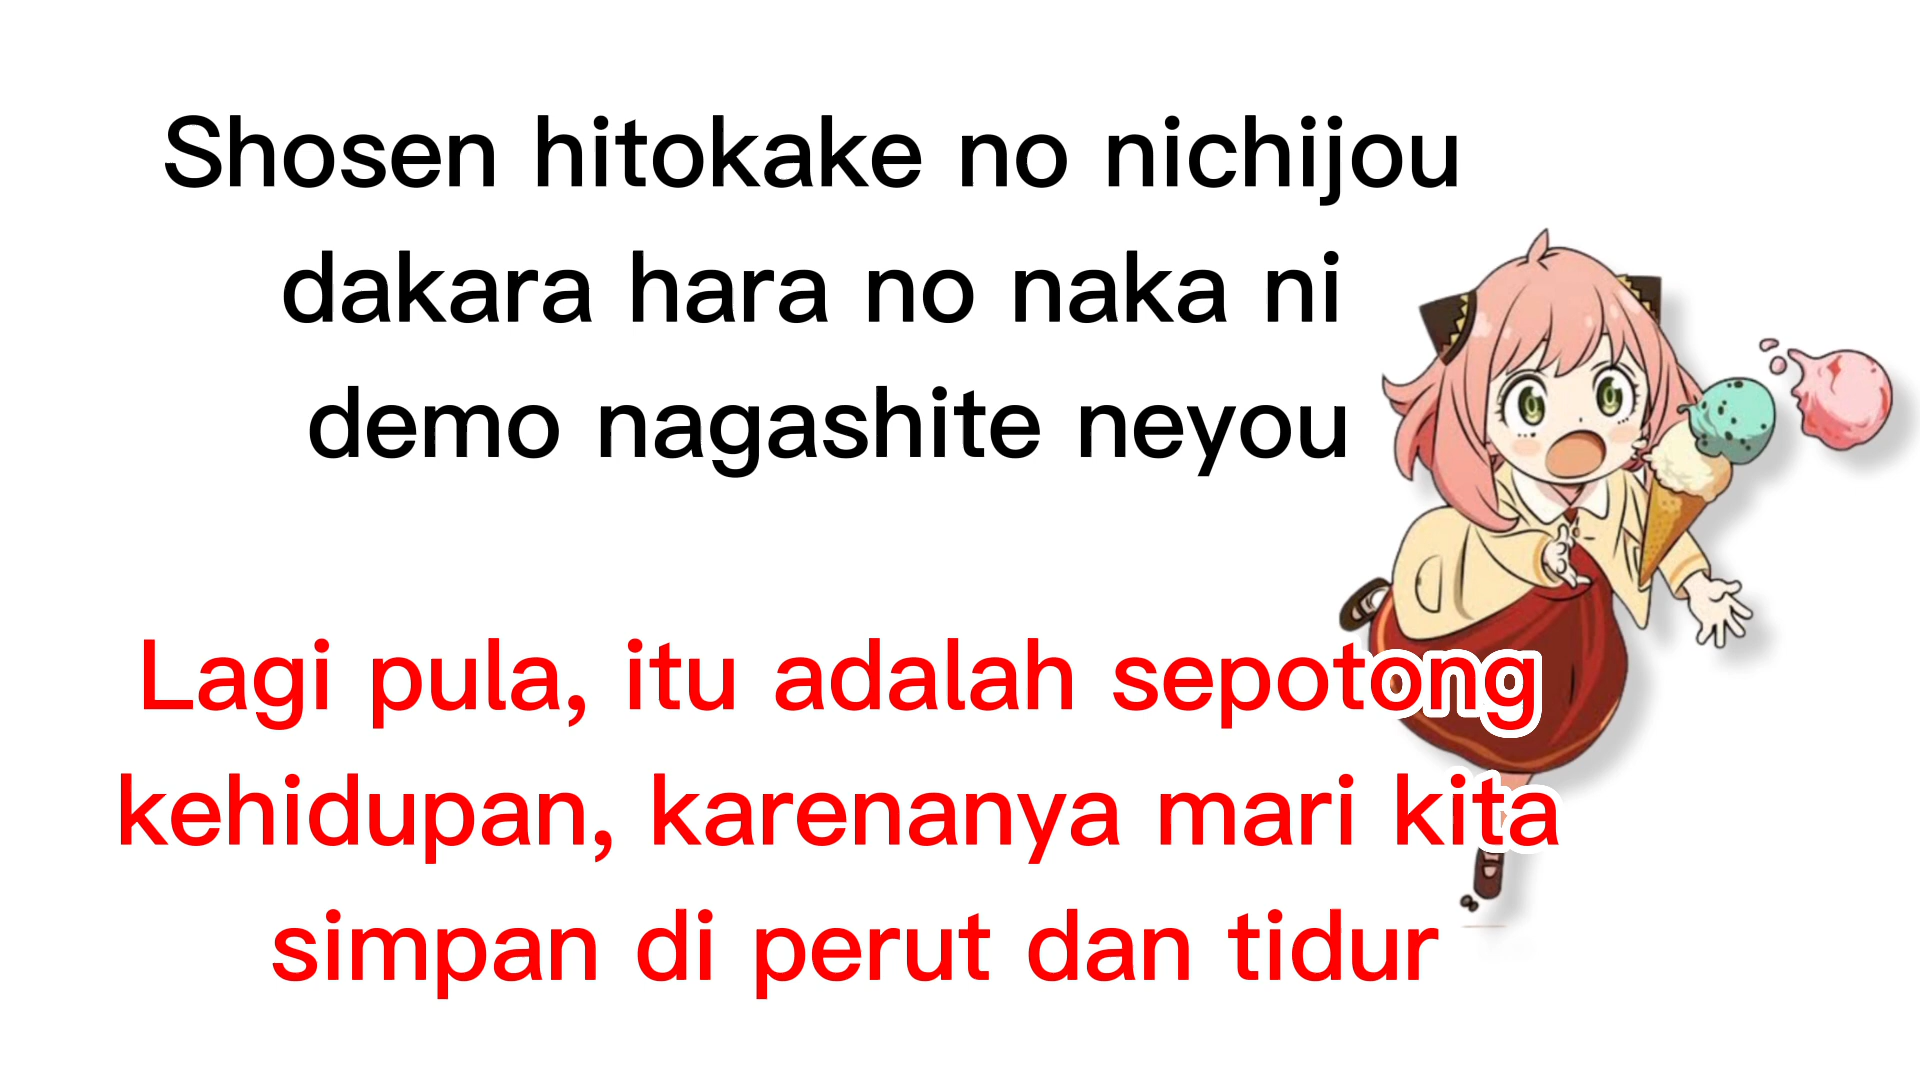 Shosen hitokake no nichijou
dakara hara no naka ni
demo nagashite neyou
Lagi pula, itu adalah sepotong
kehidupan, karenanya mari kita
simpan di perut dan tidur